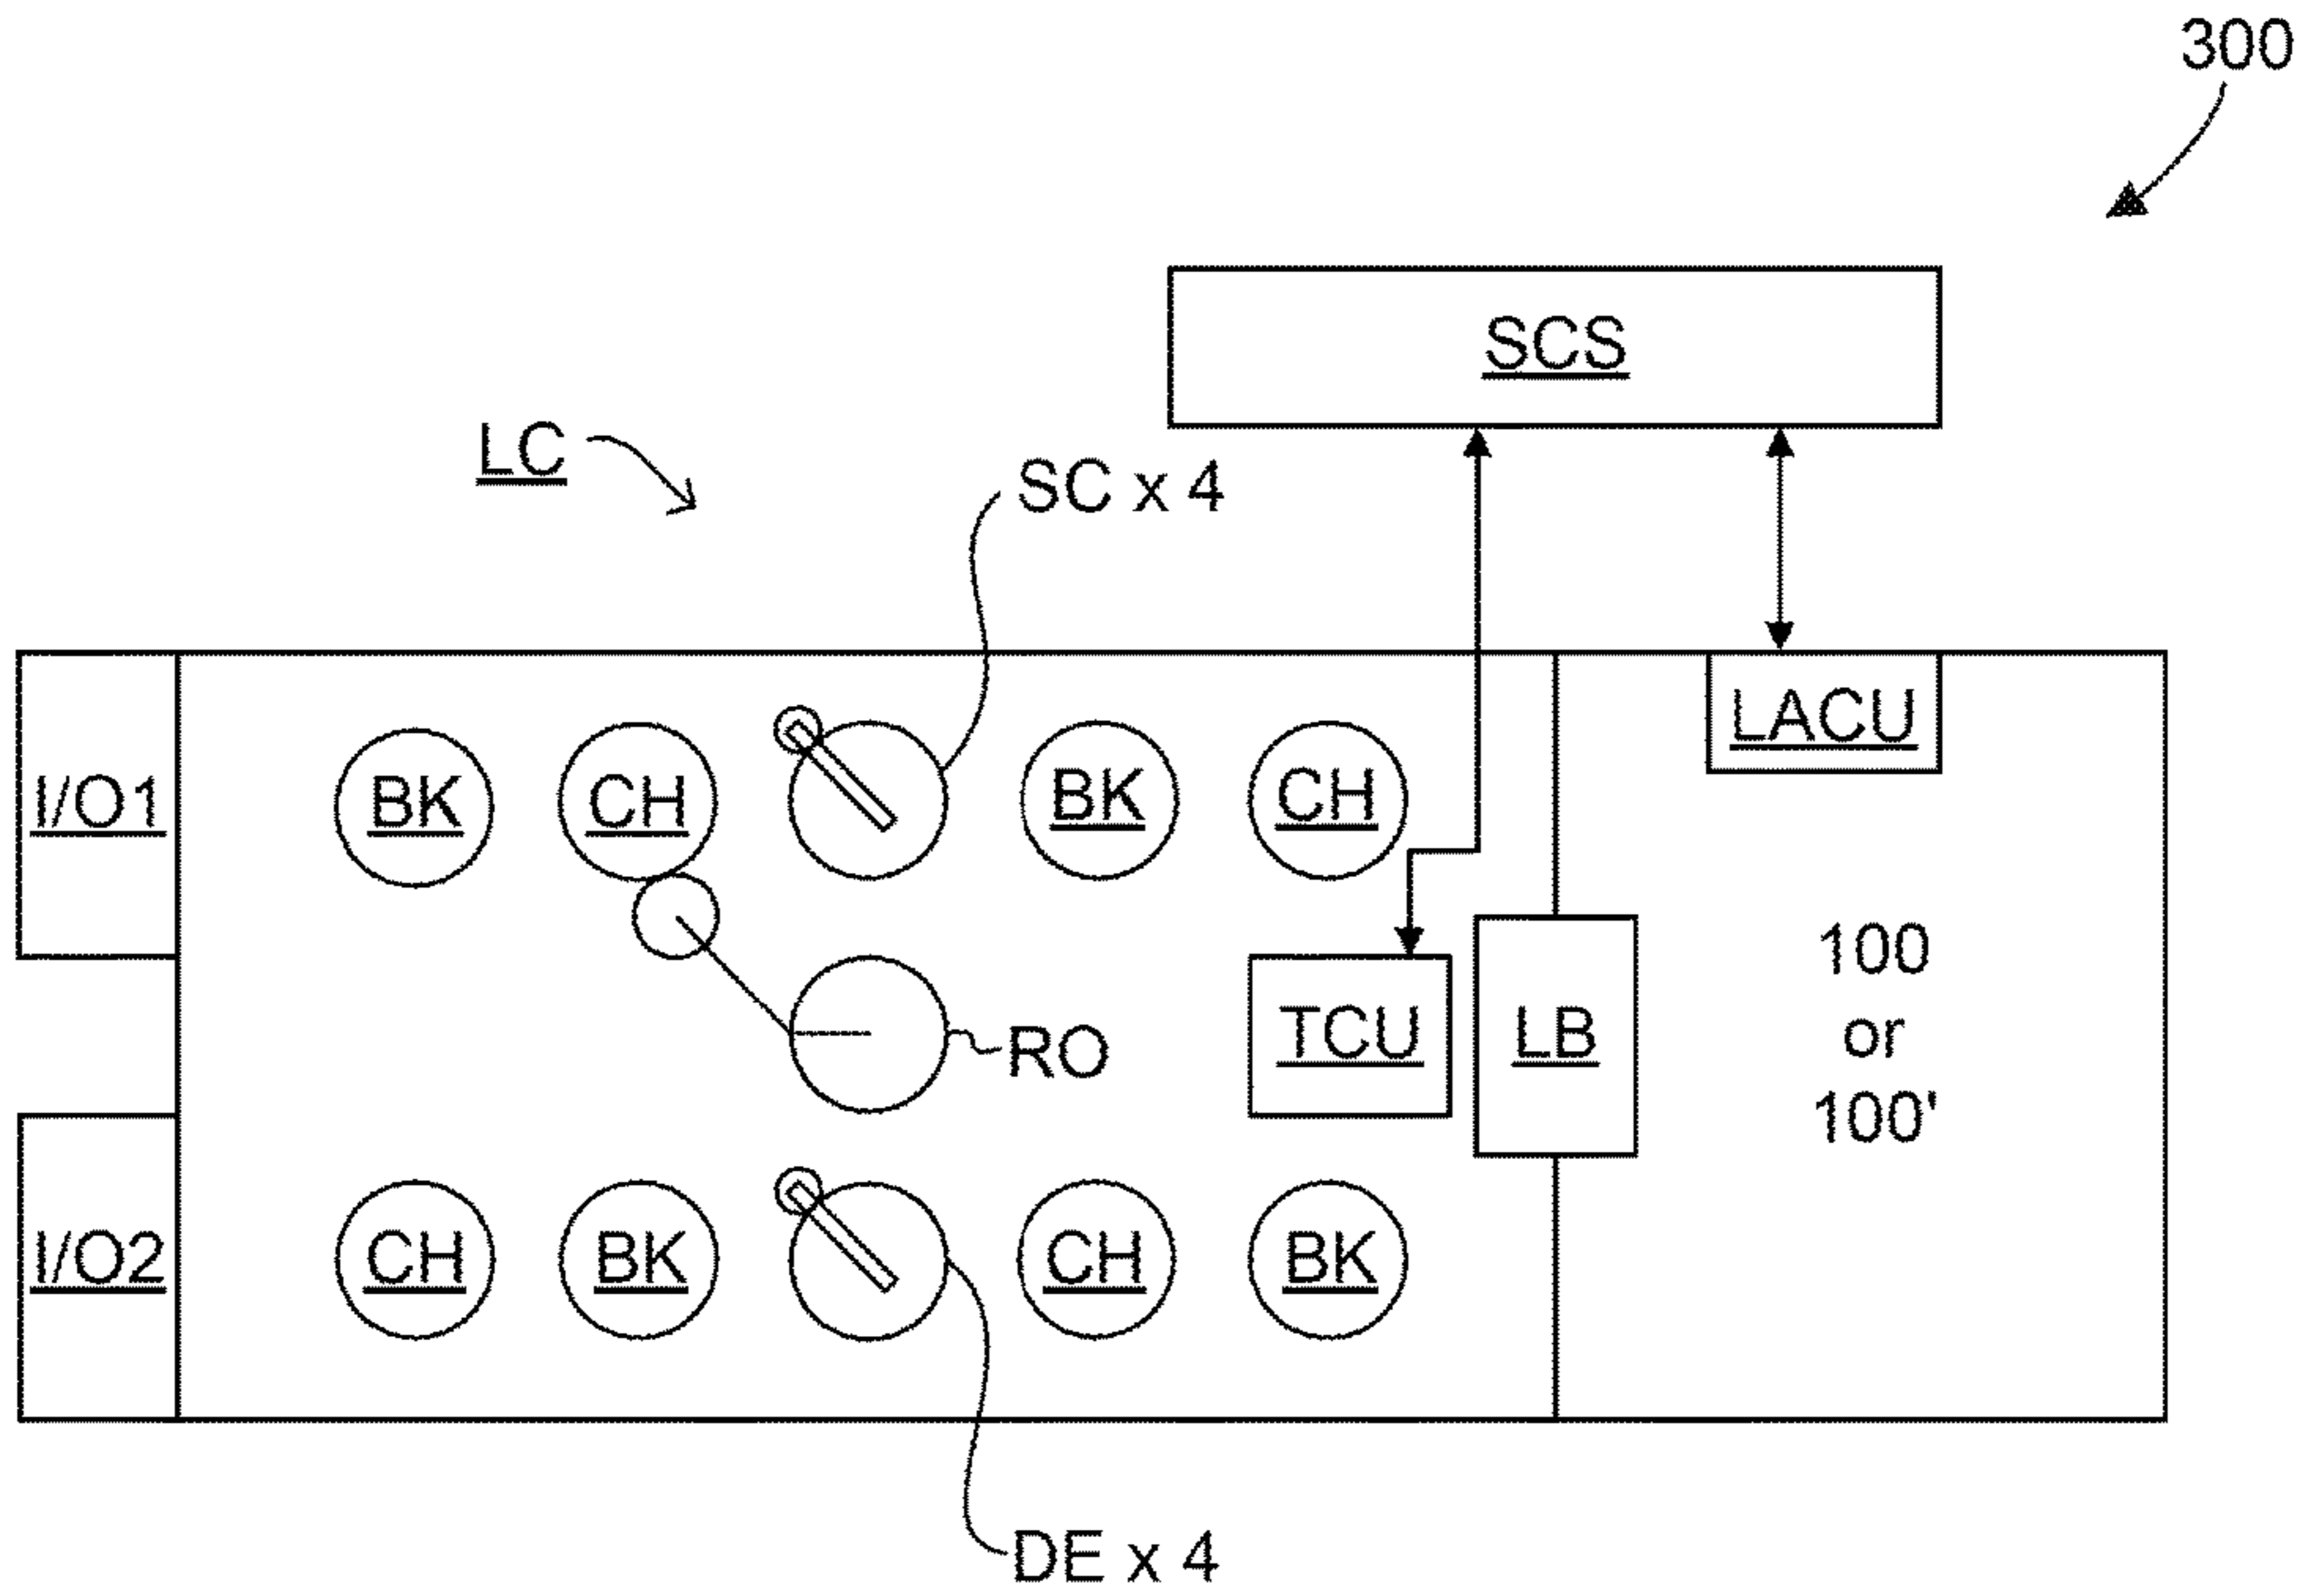 300
SCS
LC
SC x 4
LACU
I/O1
BK
CH
BK
CH
100
or
100'
TCU
LB
RO
I/O2
CH
BK
CH
BK
DE x 4